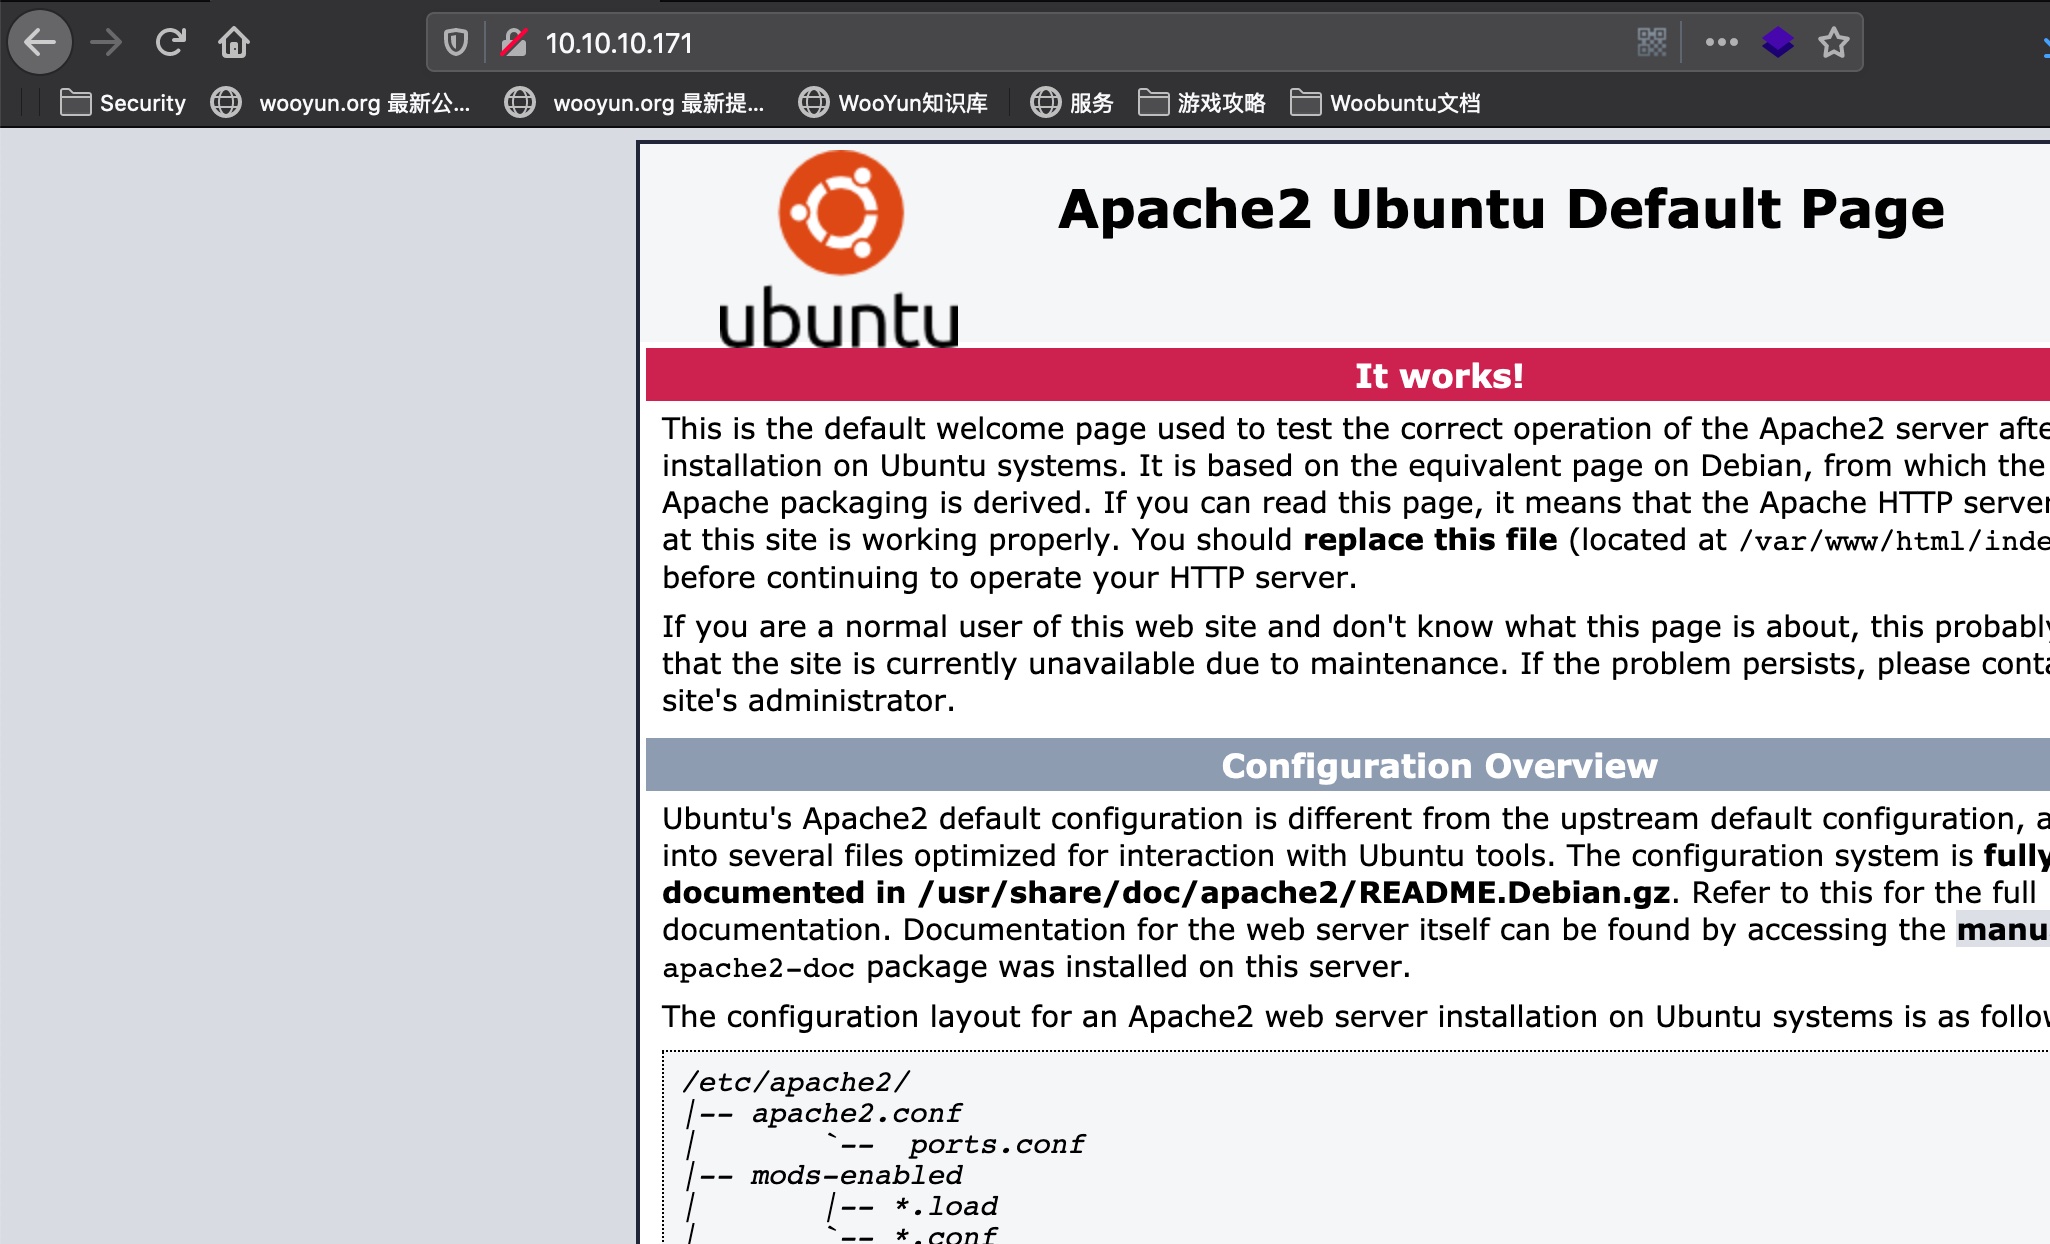 10.10.10.171
Security wooyun.org 最新公... wooyun.org 最新提... WooYun知识库 服务 游戏攻略 Woobuntu文档
ubuntu
Apache2 Ubuntu Default Page
It works!
This is the default welcome page used to test the correct operation of the Apache2 server afte
installation on Ubuntu systems. It is based on the equivalent page on Debian, from which the
Apache packaging is derived. If you can read this page, it means that the Apache HTTP server
at this site is working properly. You should replace this file (located at /var/www/html/inde
before continuing to operate your HTTP server.
If you are a normal user of this web site and don't know what this page is about, this probably
that the site is currently unavailable due to maintenance. If the problem persists, please conta
site's administrator.
Configuration Overview
Ubuntu's Apache2 default configuration is different from the upstream default configuration, a
into several files optimized for interaction with Ubuntu tools. The configuration system is fully
documented in /usr/share/doc/apache2/README.Debian.gz. Refer to this for the full
documentation. Documentation for the web server itself can be found by accessing the manu
apache2-doc package was installed on this server.
The configuration layout for an Apache2 web server installation on Ubuntu systems is as follow
/etc/apache2/
|-- apache2.conf
|       `--  ports.conf
|-- mods-enabled
|       |-- *.load
|       `-- *.conf